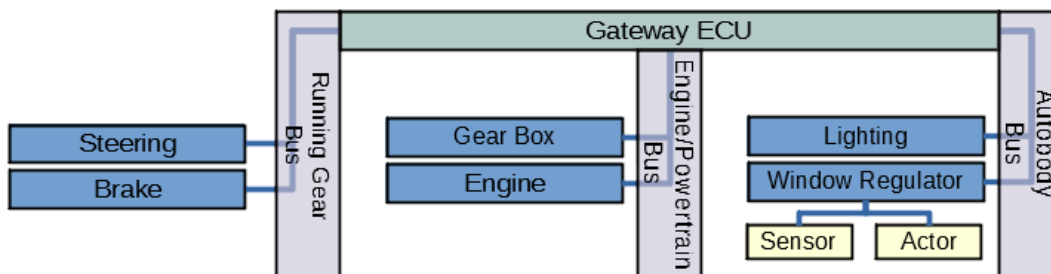 Gateway ECU
Running Gear
Bus
Engine/Powertrain
Bus
Autobody
Bus
Steering
Brake
Gear Box
Engine
Lighting
Window Regulator
Sensor
Actor